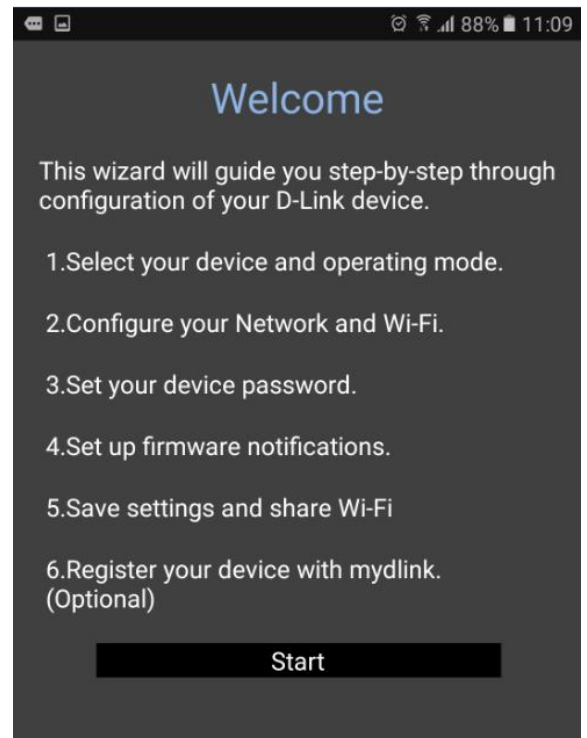 88% 11:09
Welcome
This wizard will guide you step-by-step through
configuration of your D-Link device.
1.Select your device and operating mode.
2.Configure your Network and Wi-Fi.
3.Set your device password.
4.Set up firmware notifications.
5.Save settings and share Wi-Fi
6.Register your device with mydlink.
(Optional)
Start